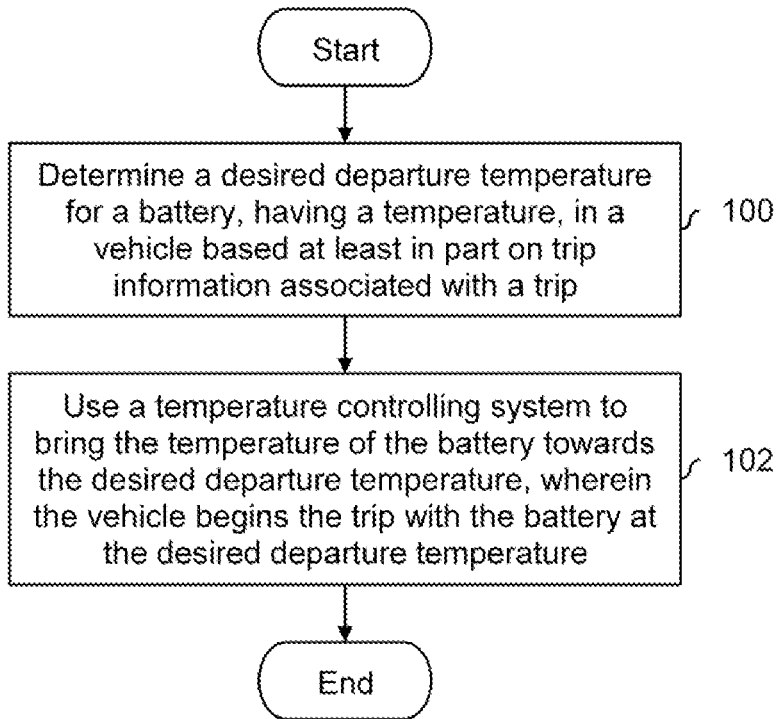 Start
Determine a desired departure temperature
for a battery, having a temperature, in a
vehicle based at least in part on trip
information associated with a trip
100
Use a temperature controlling system to
bring the temperature of the battery towards
the desired departure temperature, wherein
the vehicle begins the trip with the battery at
the desired departure temperature
102
End